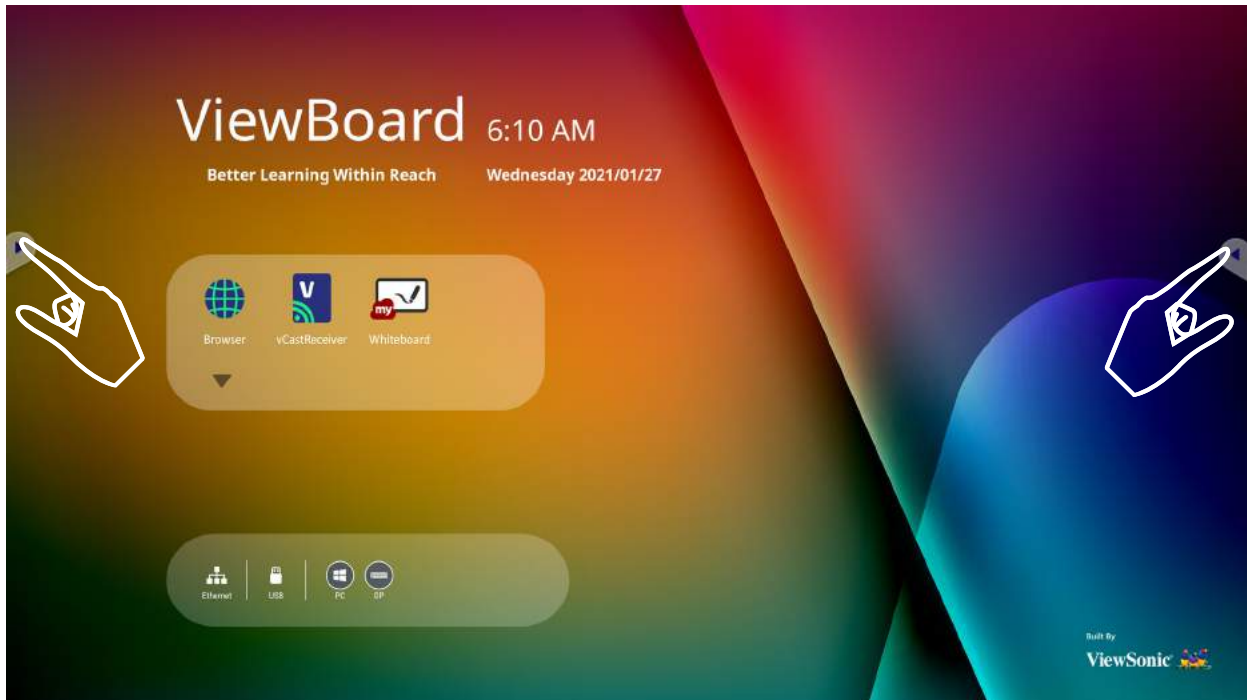 ViewBoard 6:10 AM
Better Learning Within Reach Wednesday 2021/01/27
V
my
Browser vCastReceiver Whiteboard
Ethernet USB PC DP
Built By
ViewSonic